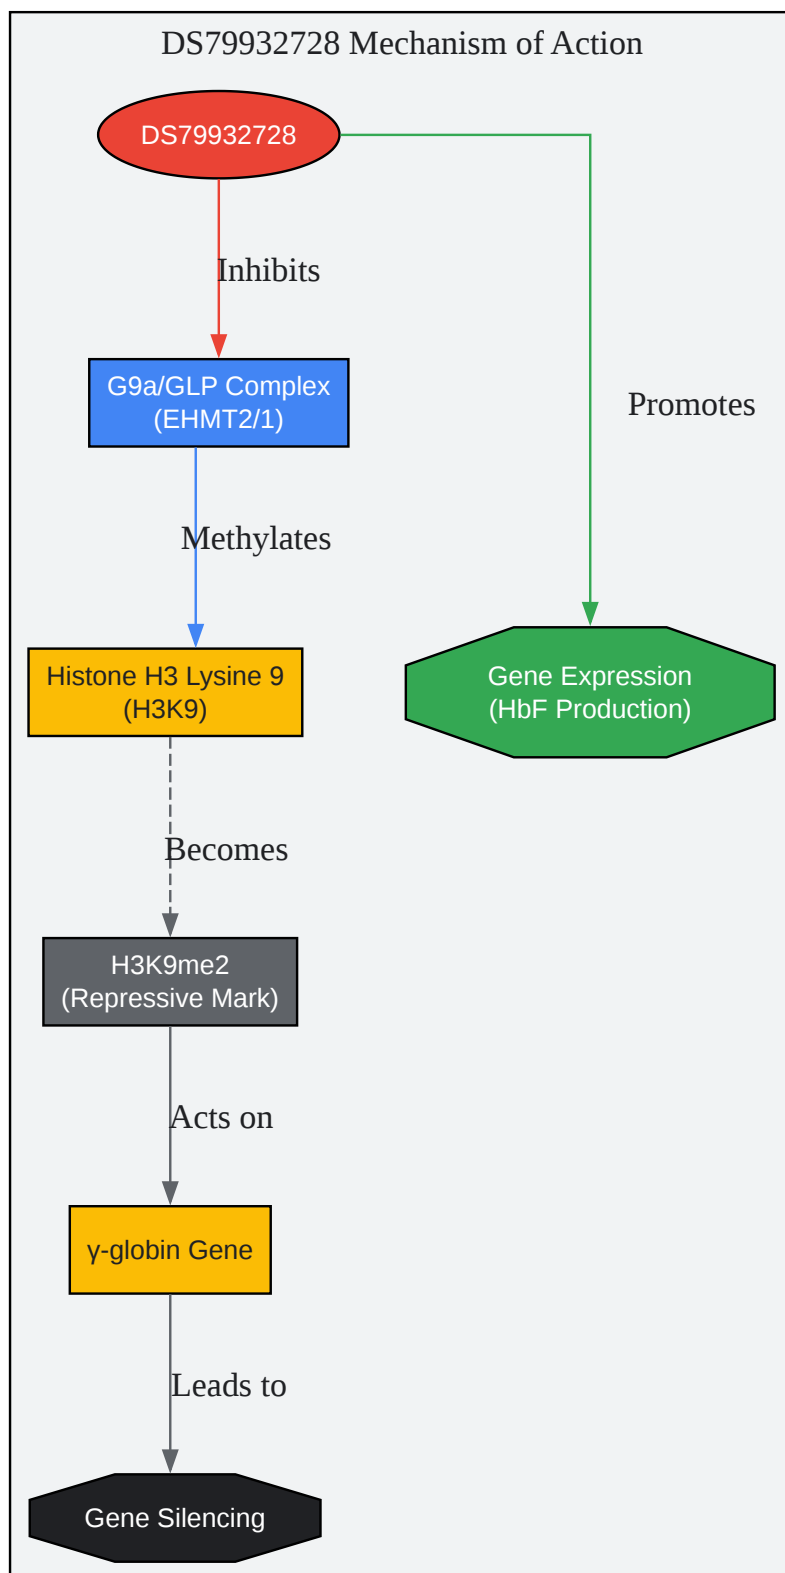 DS79932728 Mechanism of Action
DS79932728
Inhibits
G9a/GLP Complex
(EHMT2/1)
Promotes
Methylates
Histone H3 Lysine 9
(H3K9)
Gene Expression
(HbF Production)
Becomes
H3K9me2
(Repressive Mark)
Acts on
γ-globin Gene
Leads to
Gene Silencing